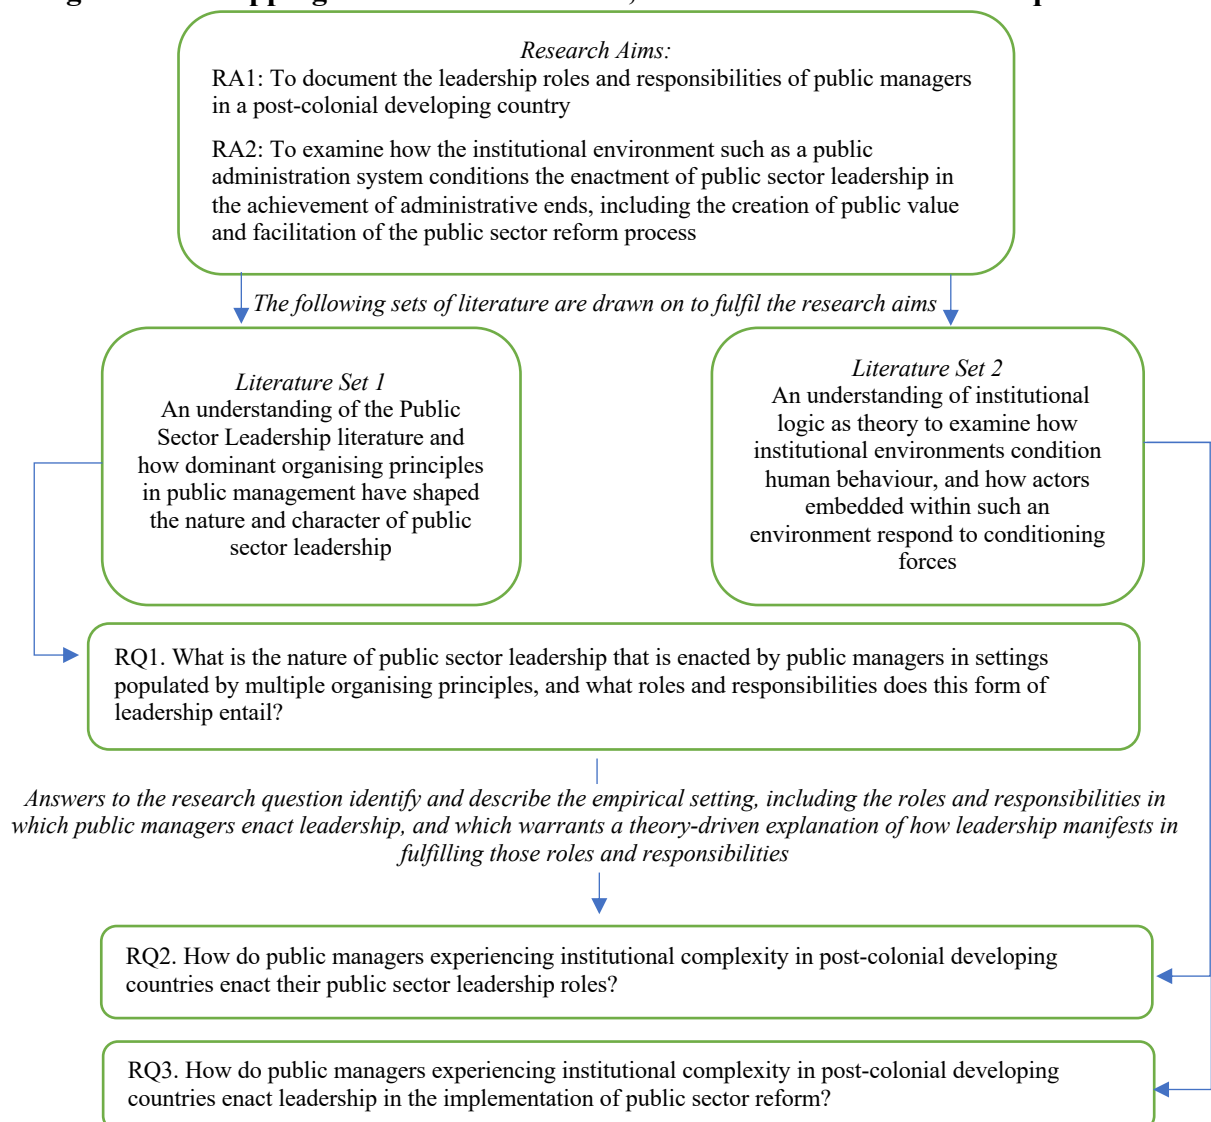 Research Aims:
RA1: To document the leadership roles and responsibilities of public managers
in a post-colonial developing country
RA2: To examine how the institutional environment such as a public
administration system conditions the enactment of public sector leadership in
the achievement of administrative ends, including the creation of public value
and facilitation of the public sector reform process
The following sets of literature are drawn on to fulfil the research aims
Literature Set 1
An understanding of the Public
Sector Leadership literature and
how dominant organising principles
in public management have shaped
the nature and character of public
sector leadership
Literature Set 2
An understanding of institutional
logic as theory to examine how
institutional environments condition
human behaviour, and how actors
embedded within such an
environment respond to conditioning
forces
RQ1. What is the nature of public sector leadership that is enacted by public managers in settings
populated by multiple organising principles, and what roles and responsibilities does this form of
leadership entail?
Answers to the research question identify and describe the empirical setting, including the roles and responsibilities in
which public managers enact leadership, and which warrants a theory-driven explanation of how leadership manifests in
fulfilling those roles and responsibilities
RQ2. How do public managers experiencing institutional complexity in post-colonial developing
countries enact their public sector leadership roles?
RQ3. How do public managers experiencing institutional complexity in post-colonial developing
countries enact leadership in the implementation of public sector reform?